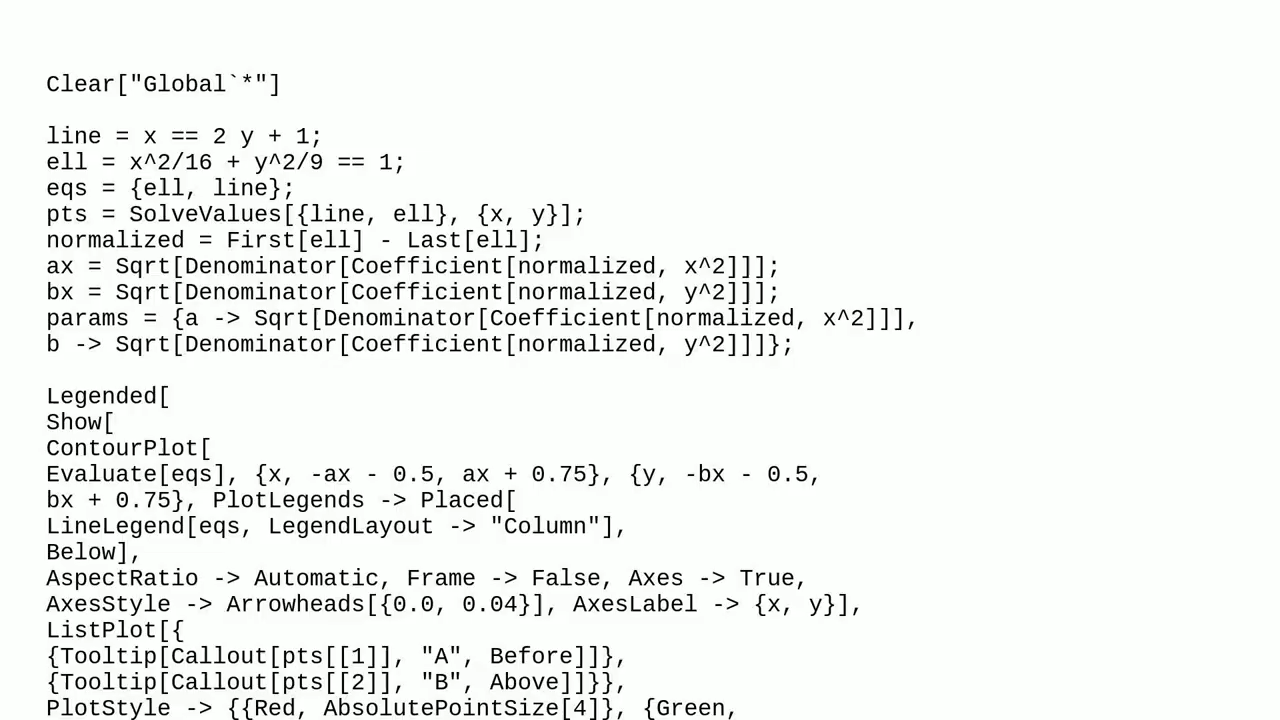 Clear["Global`*"]
line = x == 2 y + 1;
ell = x^2/16 + y^2/9 == 1;
eqs = {ell, line};
pts = SolveValues[{line, ell}, {x, y}];
normalized = First[ell] - Last[ell];
ax = Sqrt[Denominator[Coefficient[normalized, x^2]]];
bx = Sqrt[Denominator[Coefficient[normalized, y^2]]];
params = {a -> Sqrt[Denominator[Coefficient[normalized, x^2]]],
b -> Sqrt[Denominator[Coefficient[normalized, y^2]]]};
Legended[
Show[
ContourPlot[
Evaluate[eqs], {x, -ax - 0.5, ax + 0.75}, {y, -bx - 0.5,
bx + 0.75}, PlotLegends -> Placed[
LineLegend[eqs, LegendLayout -> "Column"],
Below],
AspectRatio -> Automatic, Frame -> False, Axes -> True,
AxesStyle -> Arrowheads[{0.0, 0.04}], AxesLabel -> {x, y}],
ListPlot[{
{Tooltip[Callout[pts[[1]], "A", Before]]},
{Tooltip[Callout[pts[[2]], "B", Above]]}},
PlotStyle -> {{Red, AbsolutePointSize[4]}, {Green,